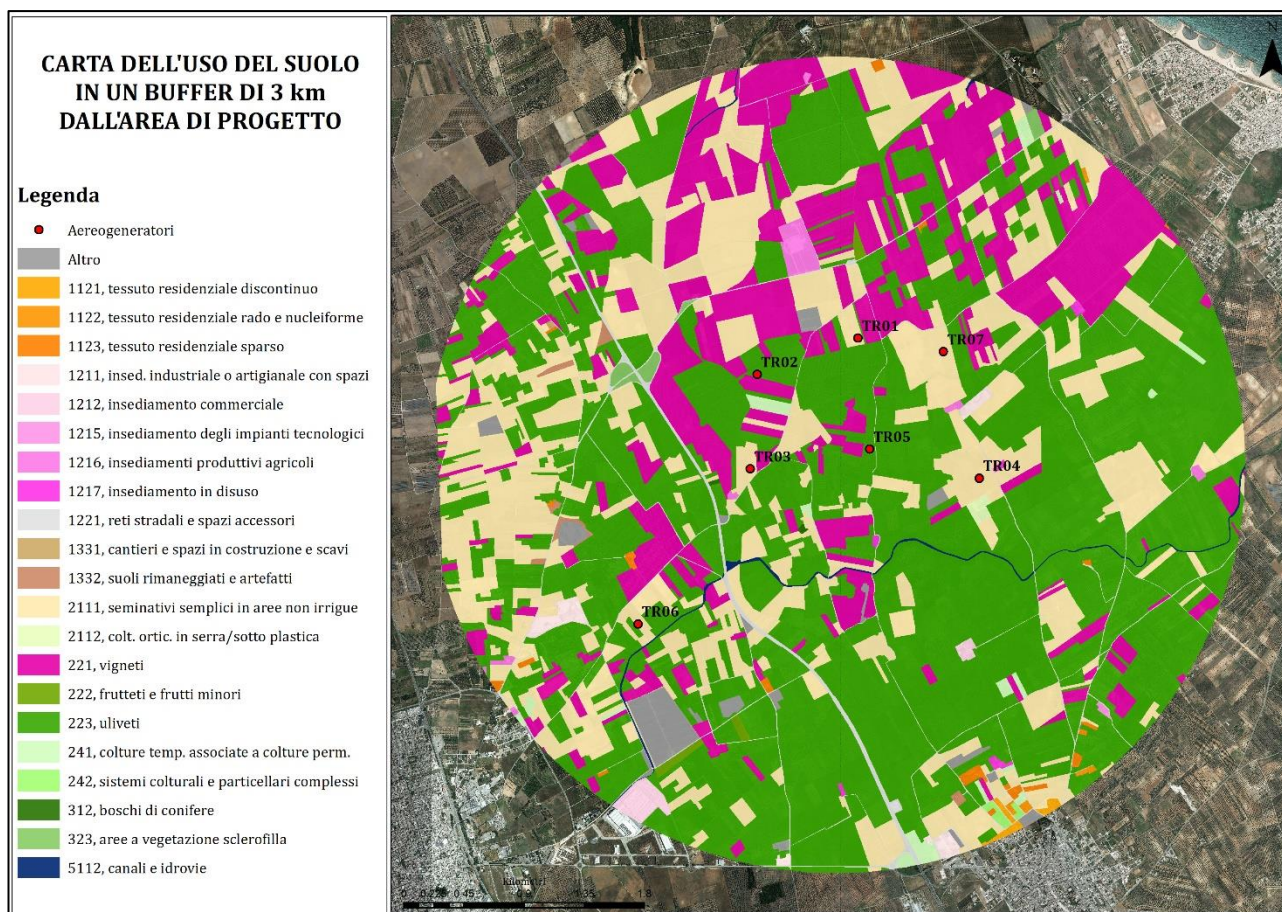 CARTA DELL'USO DEL SUOLO
IN UN BUFFER DI 3 km
DALL'AREA DI PROGETTO
Legenda
Aereogeneratori
Altro
1121, tessuto residenziale discontinuo
1122, tessuto residenziale rado e nucleiforme
1123, tessuto residenziale sparso
1211, insed. industriale o artigianale con spazi
1212, insediamento commerciale
1215, insediamento degli impianti tecnologici
1216, insediamenti produttivi agricoli
1217, insediamento in disuso
1221, reti stradali e spazi accessori
1331, cantieri e spazi in costruzione e scavi
1332, suoli rimaneggiati e artefatti
2111, seminativi semplici in aree non irrigue
2112, colt. ortic. in serra/sotto plastica
221, vigneti
222, frutteti e frutti minori
223, uliveti
241, colture temp. associate a colture perm.
242, sistemi colturali e particellari complessi
312, boschi di conifere
323, aree a vegetazione sclerofilla
5112, canali e idrovie
TR01
TR07
TR02
TR05
TR03
TR04
TR06
kilometri
0 0.45 0.9 1.35 1.8